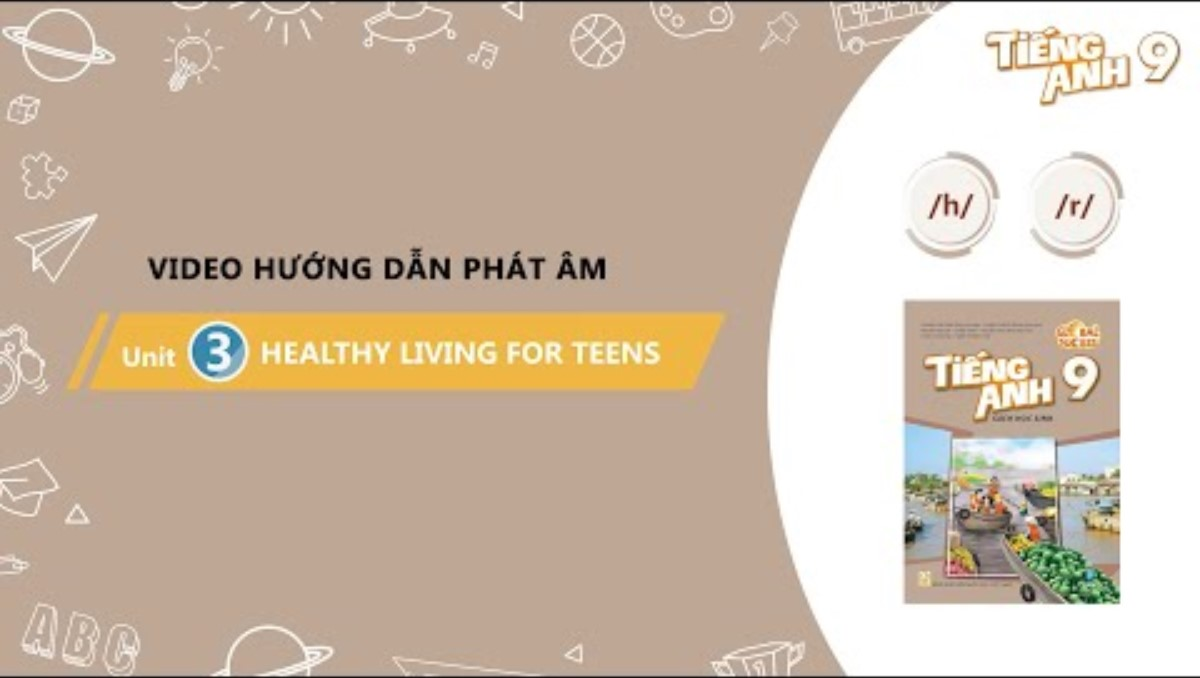 TIẾNG
ANH 9
/h/ /r/
VIDEO HƯỚNG DẪN PHÁT ÂM
Unit 3 HEALTHY LIVING FOR TEENS
TIẾNG
ANH 9
ABC